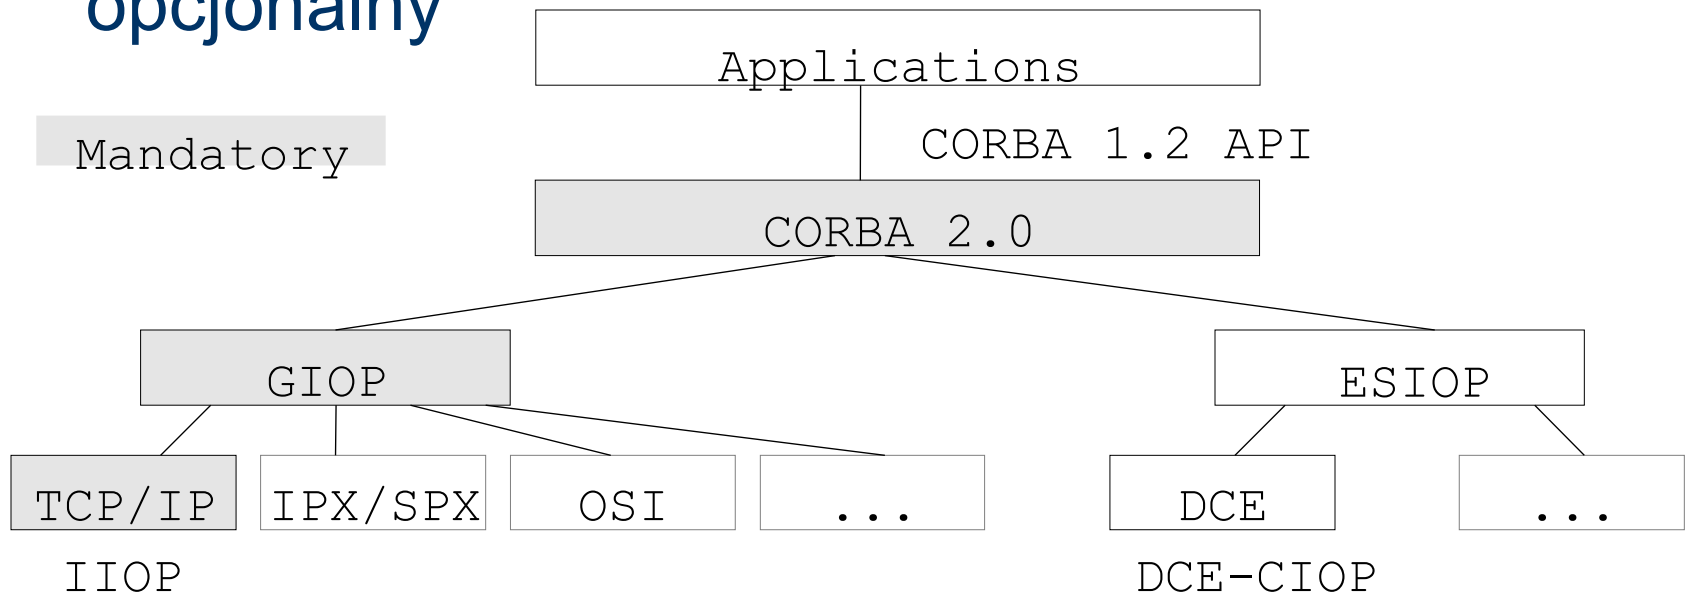 opcjonalny
Applications
Mandatory
CORBA 1.2 API
CORBA 2.0
GIOP
ESIOP
TCP/IP
IPX/SPX
OSI
...
DCE
...
IIOP
DCE-CIOP